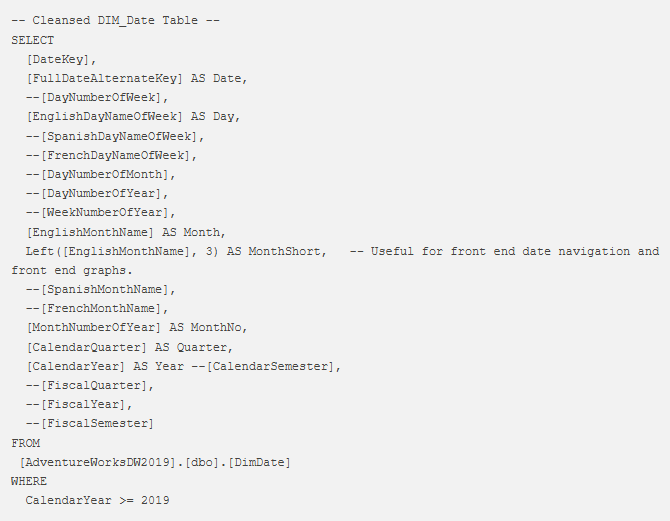 -- Cleansed DIM_Date Table --
SELECT
  [DateKey],
  [FullDateAlternateKey] AS Date,
  --[DayNumberOfWeek],
  [EnglishDayNameOfWeek] AS Day,
  --[SpanishDayNameOfWeek],
  --[FrenchDayNameOfWeek],
  --[DayNumberOfMonth],
  --[DayNumberOfYear],
  --[WeekNumberOfYear],
  [EnglishMonthName] AS Month,
  Left([EnglishMonthName], 3) AS MonthShort,   -- Useful for front end date navigation and
front end graphs.
  --[SpanishMonthName],
  --[FrenchMonthName],
  [MonthNumberOfYear] AS MonthNo,
  [CalendarQuarter] AS Quarter,
  [CalendarYear] AS Year --[CalendarSemester],
  --[FiscalQuarter],
  --[FiscalYear],
  --[FiscalSemester]
FROM
 [AdventureWorksDW2019].[dbo].[DimDate]
WHERE
  CalendarYear >= 2019